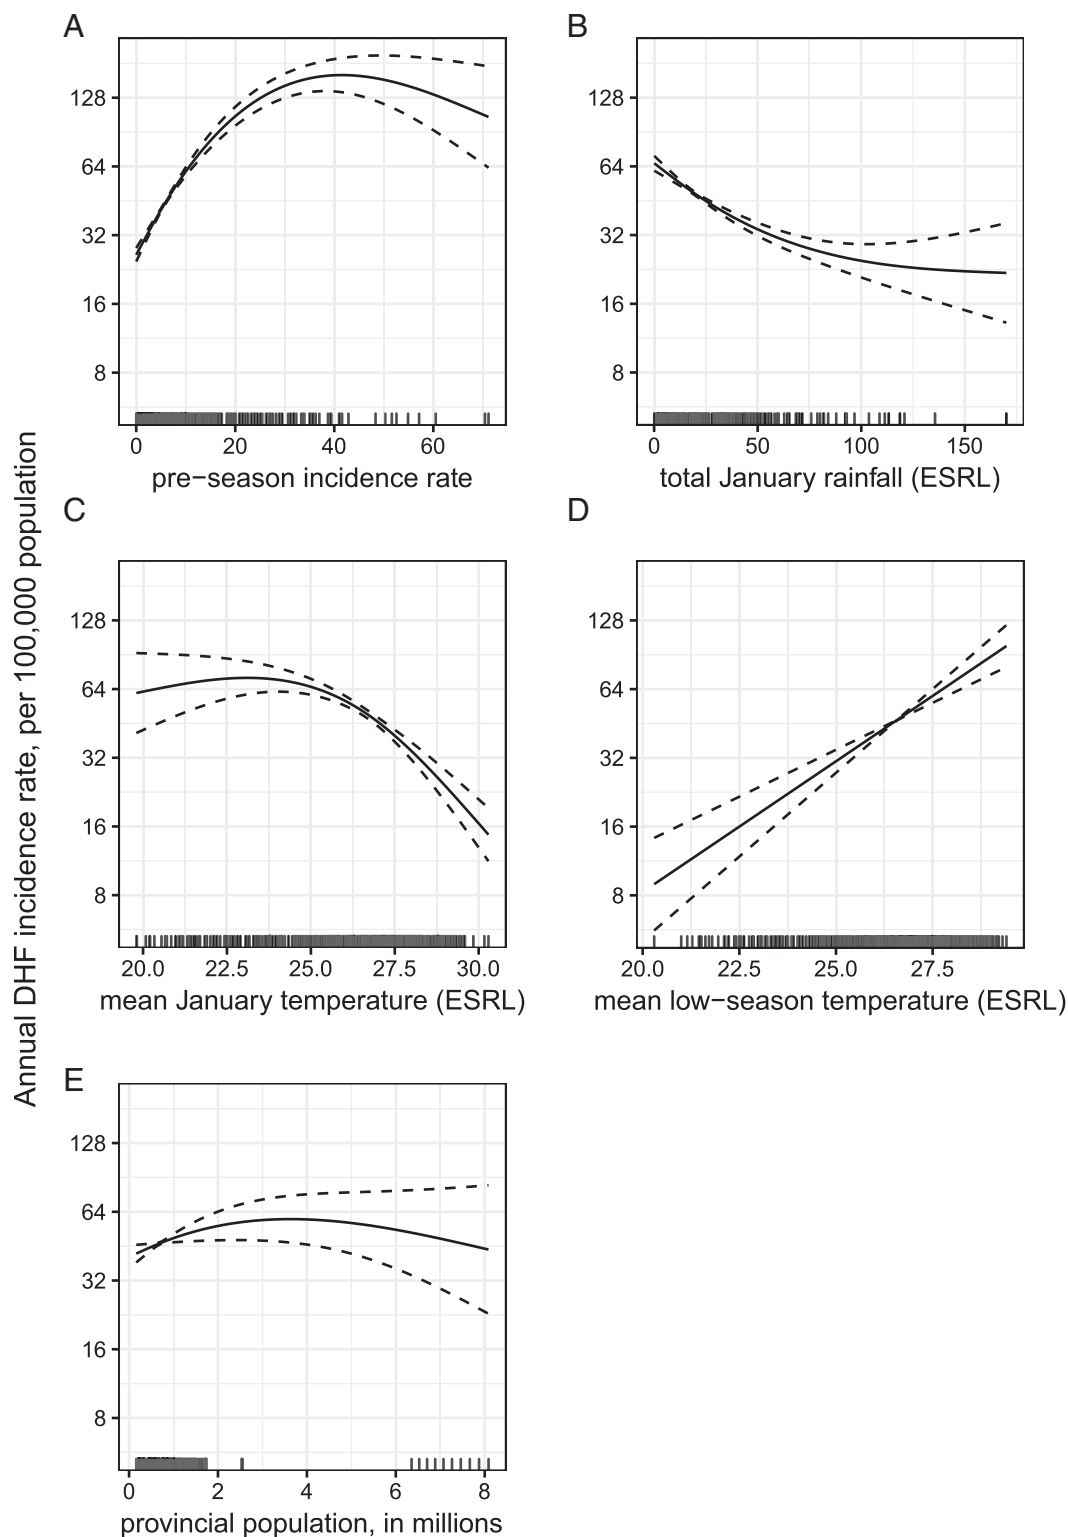 A
128
64
32
16
8
0 20 40 60
pre−season incidence rate
B
128
64
32
16
8
0 50 100 150
total January rainfall (ESRL)
Annual DHF incidence rate, per 100,000 population
C
128
64
32
16
8
20.0 22.5 25.0 27.5 30.0
mean January temperature (ESRL)
D
128
64
32
16
8
20.0 22.5 25.0 27.5
mean low−season temperature (ESRL)
E
128
64
32
16
8
0 2 4 6 8
provincial population, in millions